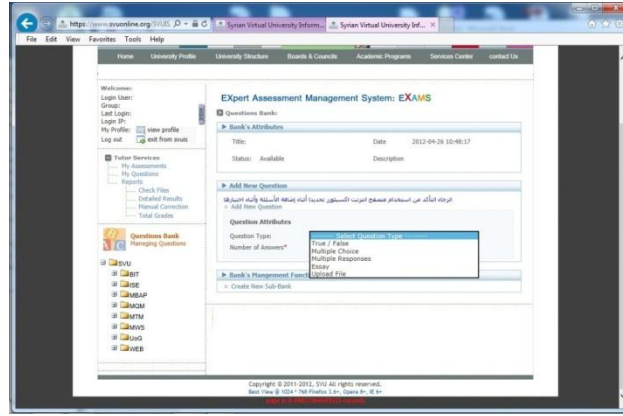 https://www.svuonline.org/SVUIS
Syrian Virtual University Inform...
Syrian Virtual University Inf...
File Edit View Favorites Tools Help
Home University Profile University Structure Boards & Councils Academic Programs Services Center contact Us
Welcome:
Login User:
Group:
Last Login:
Login IP:
My Profile: view profile
Log out exit from svuis
Tutor Services
My Assessments
My Questions
Reports
Check Files
Detailed Results
Manual Correction
Total Grades
Questions Bank
Managing Questions
SVU
BIT
ISE
MBAP
MQM
MTM
MWS
UoG
WEB
EXpert Assessment Management System: EXAMS
Questions Bank:
Bank's Attributes
Title: Date 2012-04-26 10:48:17
Status: Available Description
Add New Question
الرجاء التأكد من استخدام متصفح انترنت اكسبلور تحديدا أثناء إضافة الأسئلة وأثناء اختيارها
Add New Question
Question Attributes
Question Type: -------- Select Question Type --------
Number of Answers*
True / False
Multiple Choice
Multiple Responses
Essay
Upload File
Bank's Mangement Funct
Create New Sub-Bank
Copyright © 2011-2012, SVU All rights reserved.
Best View @ 1024 * 768 Firefox 3.6+, Opera 9+, IE 6+